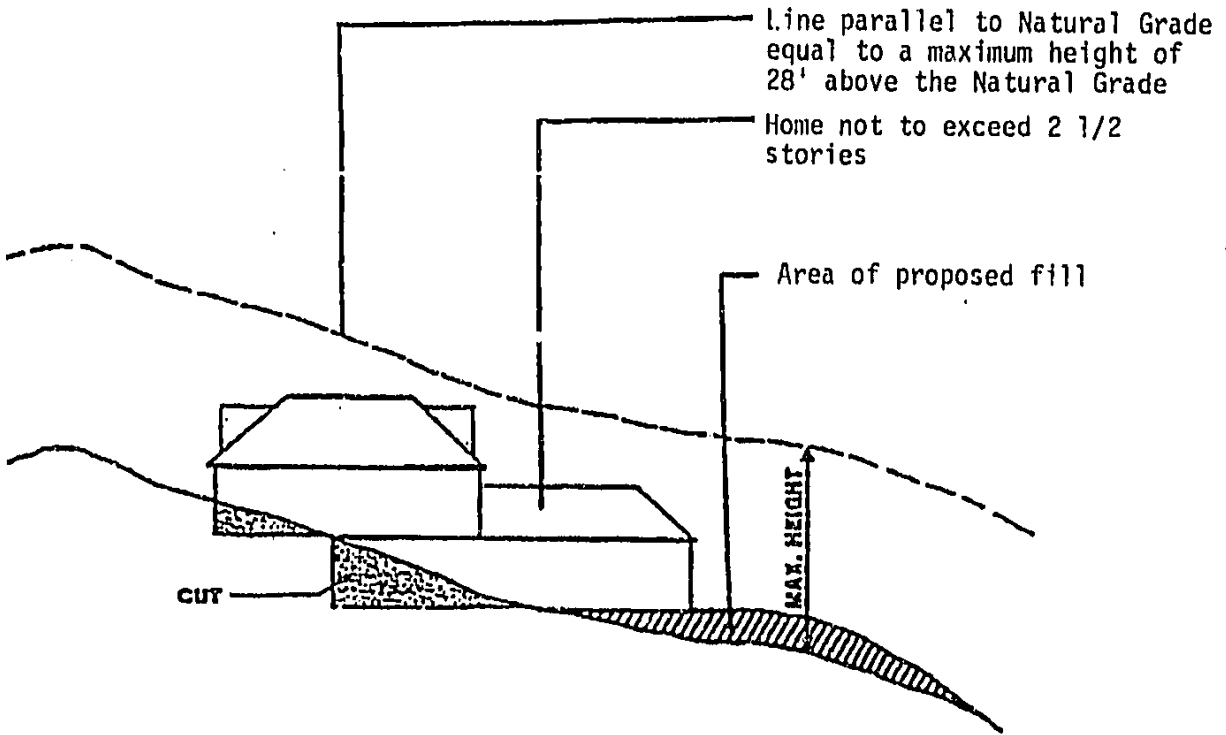 Line parallel to Natural Grade
equal to a maximum height of
28' above the Natural Grade
Home not to exceed 2 1/2
stories
Area of proposed fill
MAX. HEIGHT
CUT